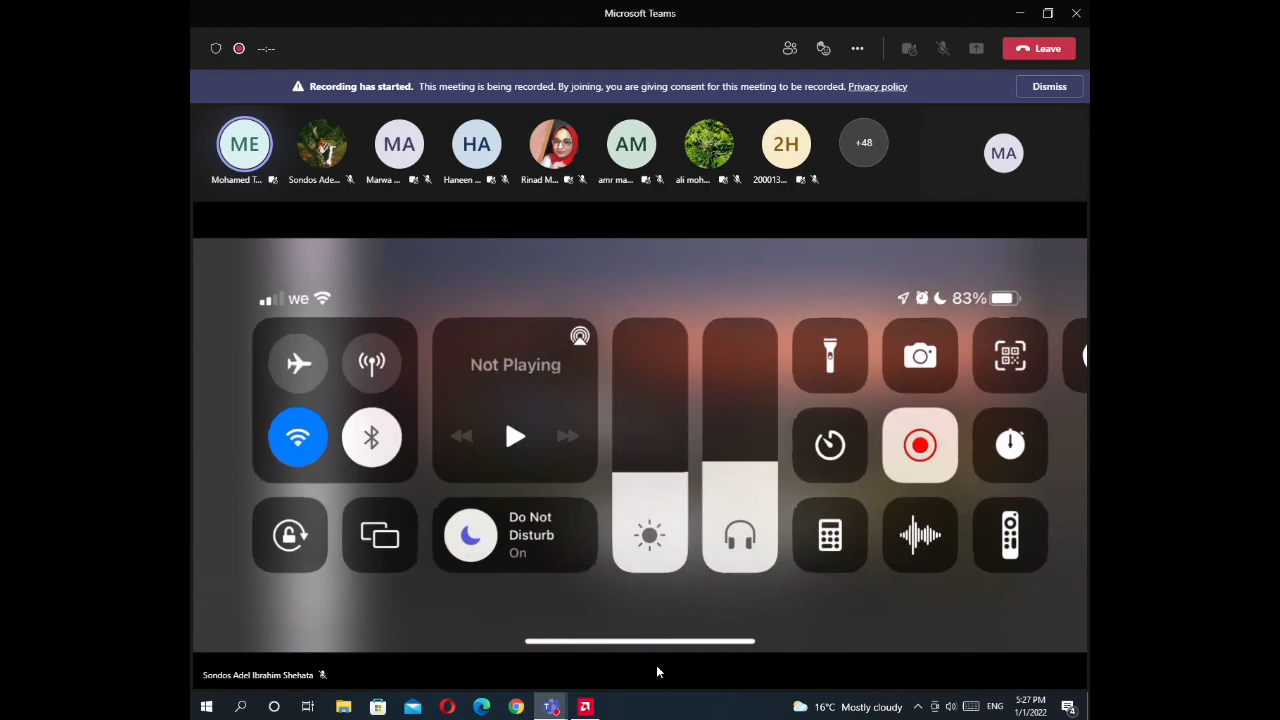 Microsoft Teams
--:--
Leave
Recording has started. This meeting is being recorded. By joining, you are giving consent for this meeting to be recorded. Privacy policy
Dismiss
ME
MA
HA
AM
2H
+48
MA
Mohamed T...
Sondos Ade...
Marwa ...
Haneen ...
Rinad M...
amr ma...
ali moh...
200013...
we
83%
Not Playing
Do Not
Disturb
On
Sondos Adel Ibrahim Shehata
16°C Mostly cloudy
ENG
5:27 PM
1/1/2022
4